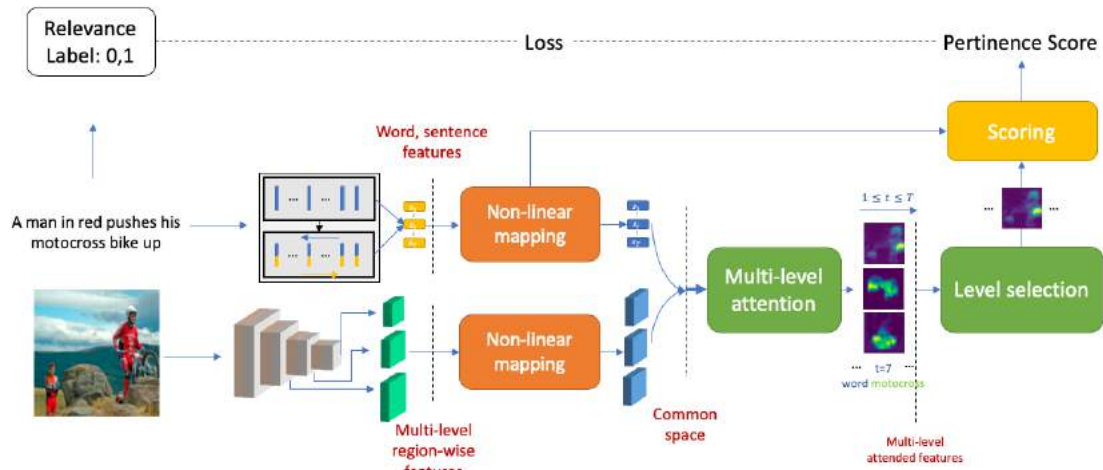 Relevance
Label: 0,1
Loss
Pertinence Score
Word, sentence
features
Scoring
A man in red pushes his
motocross bike up
...
...
...
...
Non-linear
mapping
1 ≤ t ≤ T
...
...
Multi-level
attention
Level selection
Non-linear
mapping
... t=7 ...
word motocross
Common
space
Multi-level
region-wise
features
Multi-level
attended features